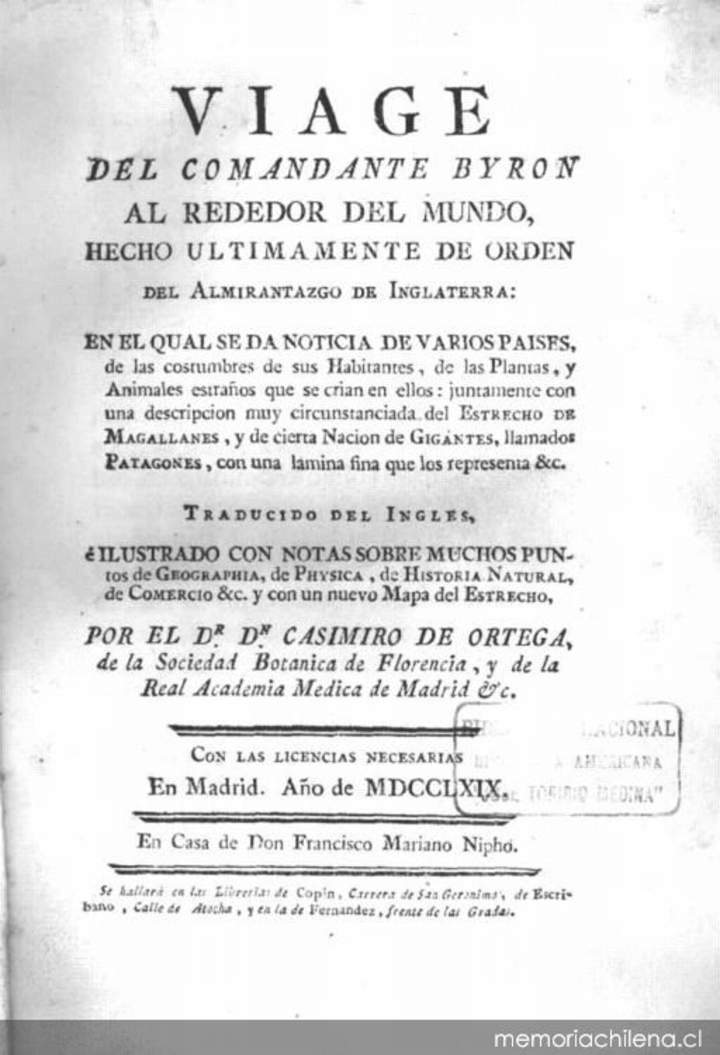 VIAGE
DEL COMANDANTE BYRON
AL REDEDOR DEL MUNDO,
HECHO ULTIMAMENTE DE ORDEN
DEL ALMIRANTAZGO DE INGLATERRA:
EN EL QUAL SE DA NOTICIA DE VARIOS PAISES,
de las costumbres de sus Habitantes, de las Plantas, y
Animales estraños que se crian en ellos: juntamente con
una descripcion muy circunstanciada del ESTRECHO DE
MAGALLANES, y de cierta Nacion de GIGANTES, llamados
PATAGONES, con una lamina fina que los representa &c.
TRADUCIDO DEL INGLES,
é ILUSTRADO CON NOTAS SOBRE MUCHOS PUN-
tos de GEOGRAPHIA, de PHYSICA, de HISTORIA NATURAL,
de COMERCIO &c. y con un nuevo Mapa del ESTRECHO,
POR EL D.R D.N CASIMIRO DE ORTEGA,
de la Sociedad Botanica de Florencia, y de la
Real Academia Medica de Madrid &c.
CON LAS LICENCIAS NECESARIAS
En Madrid. Año de MDCCLXIX.
NACIONAL
AMERICANA
TORIBIO MEDINA"
En Casa de Don Francisco Mariano Nipho.
Se hallará en las Librerias de Copin, Carrera de San Geronimo, de Escri-
bano, Calle de Atocha, y en la de Fernandez, frente de las Gradas.
memoriachilena.cl